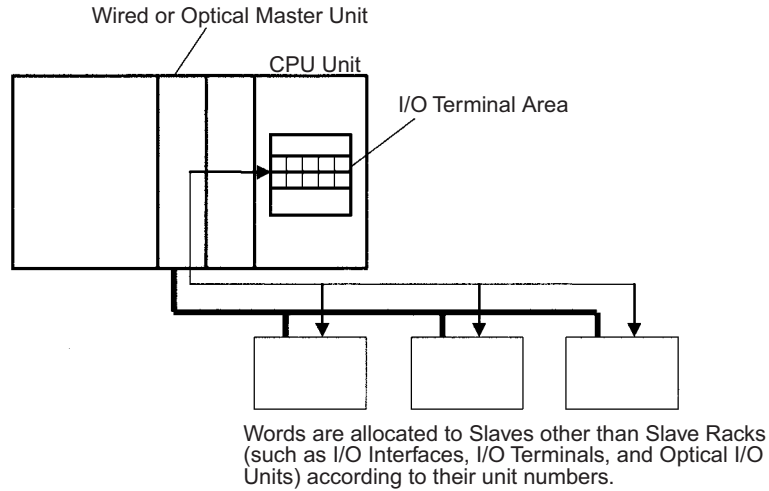 Wired or Optical Master Unit
CPU Unit
I/O Terminal Area
Words are allocated to Slaves other than Slave Racks
(such as I/O Interfaces, I/O Terminals, and Optical I/O
Units) according to their unit numbers.